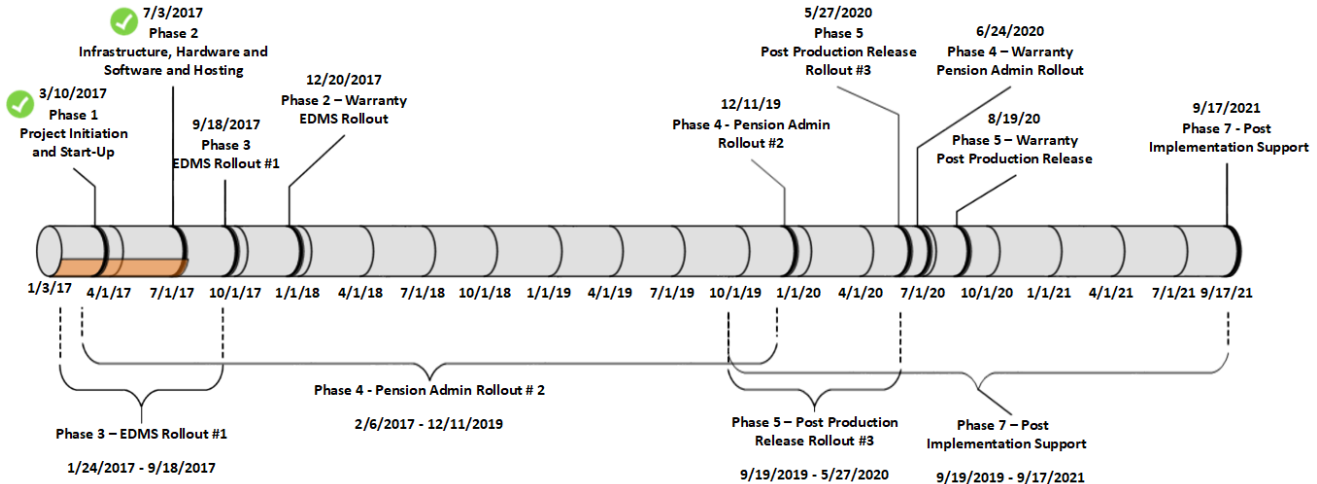 7/3/2017
Phase 2
Infrastructure, Hardware and
Software and Hosting
3/10/2017
Phase 1
Project Initiation
and Start-Up
9/18/2017
Phase 3
EDMS Rollout #1
12/20/2017
Phase 2 – Warranty
EDMS Rollout
12/11/19
Phase 4 - Pension Admin
Rollout #2
5/27/2020
Phase 5
Post Production Release
Rollout #3
6/24/2020
Phase 4 – Warranty
Pension Admin Rollout
8/19/20
Phase 5 – Warranty
Post Production Release
9/17/2021
Phase 7 - Post
Implementation Support
1/3/17 4/1/17 7/1/17 10/1/17 1/1/18 4/1/18 7/1/18 10/1/18 1/1/19 4/1/19 7/1/19 10/1/19 1/1/20 4/1/20 7/1/20 10/1/20 1/1/21 4/1/21 7/1/21 9/17/21
Phase 3 – EDMS Rollout #1
1/24/2017 - 9/18/2017
Phase 4 - Pension Admin Rollout # 2
2/6/2017 - 12/11/2019
Phase 5 – Post Production
Release Rollout #3
9/19/2019 - 5/27/2020
Phase 7 – Post
Implementation Support
9/19/2019 - 9/17/2021